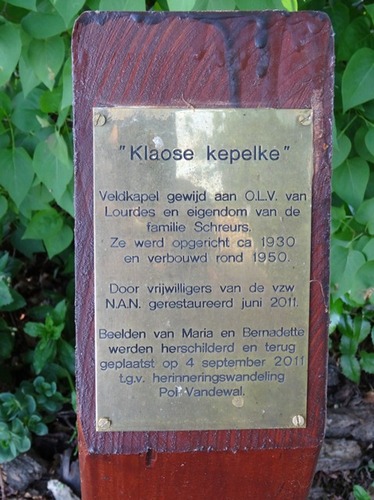 "Klaose kepelke"
Veldkapel gewijd aan O.L.V. van
Lourdes en eigendom van de
familie Schreurs.
Ze werd opgericht ca 1930
en verbouwd rond 1950.
Door vrijwilligers van de vzw
N.A.N. gerestaureerd juni 2011.
Beelden van Maria en Bernadette
werden herschilderd en terug
geplaatst op 4 september 2011
t.g.v. herinneringswandeling
Pol Vandewal.